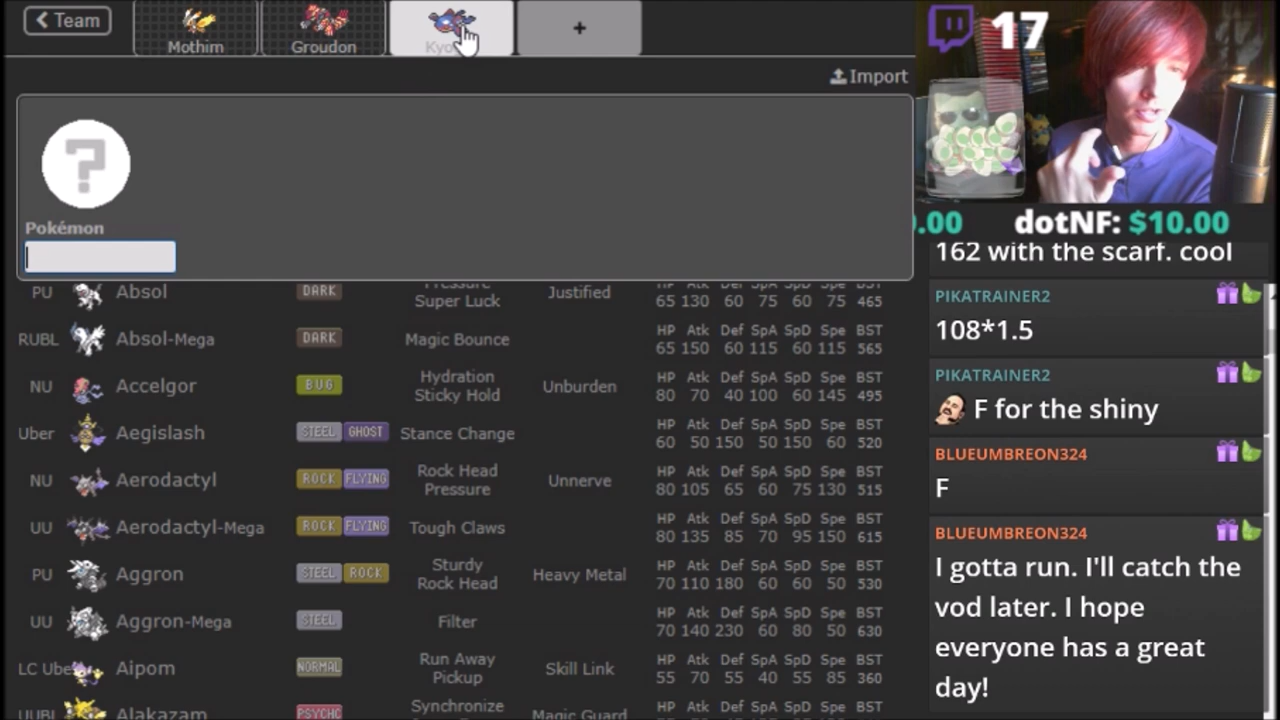 Team
Mothim
Groudon
Kyo
+
17
Import
?
Pokémon
.00 dotNF: $10.00
162 with the scarf. cool
PIKATRAINER2
108*1.5
PIKATRAINER2
F for the shiny
BLUEUMBREON324
F
BLUEUMBREON324
I gotta run. I'll catch the
vod later. I hope
everyone has a great
day!
PU Absol DARK Pressure Super Luck Justified HP 65 Atk 130 Def 60 SpA 75 SpD 60 Spe 75 BST 465
RUBL Absol-Mega DARK Magic Bounce HP 65 Atk 150 Def 60 SpA 115 SpD 60 Spe 115 BST 565
NU Accelgor BUG Hydration Sticky Hold Unburden HP 80 Atk 70 Def 40 SpA 100 SpD 60 Spe 145 BST 495
Uber Aegislash STEEL GHOST Stance Change HP 60 Atk 50 Def 150 SpA 50 SpD 150 Spe 60 BST 520
NU Aerodactyl ROCK FLYING Rock Head Pressure Unnerve HP 80 Atk 105 Def 65 SpA 60 SpD 75 Spe 130 BST 515
UU Aerodactyl-Mega ROCK FLYING Tough Claws HP 80 Atk 135 Def 85 SpA 70 SpD 95 Spe 150 BST 615
PU Aggron STEEL ROCK Sturdy Rock Head Heavy Metal HP 70 Atk 110 Def 180 SpA 60 SpD 60 Spe 50 BST 530
UU Aggron-Mega STEEL Filter HP 70 Atk 140 Def 230 SpA 60 SpD 80 Spe 50 BST 630
LC Ube Aipom NORMAL Run Away Pickup Skill Link HP 55 Atk 70 Def 55 SpA 40 SpD 55 Spe 85 BST 360
UUBL Alakazam PSYCHC Synchronize Magic Guard HP Atk Def SpA SpD Spe BST